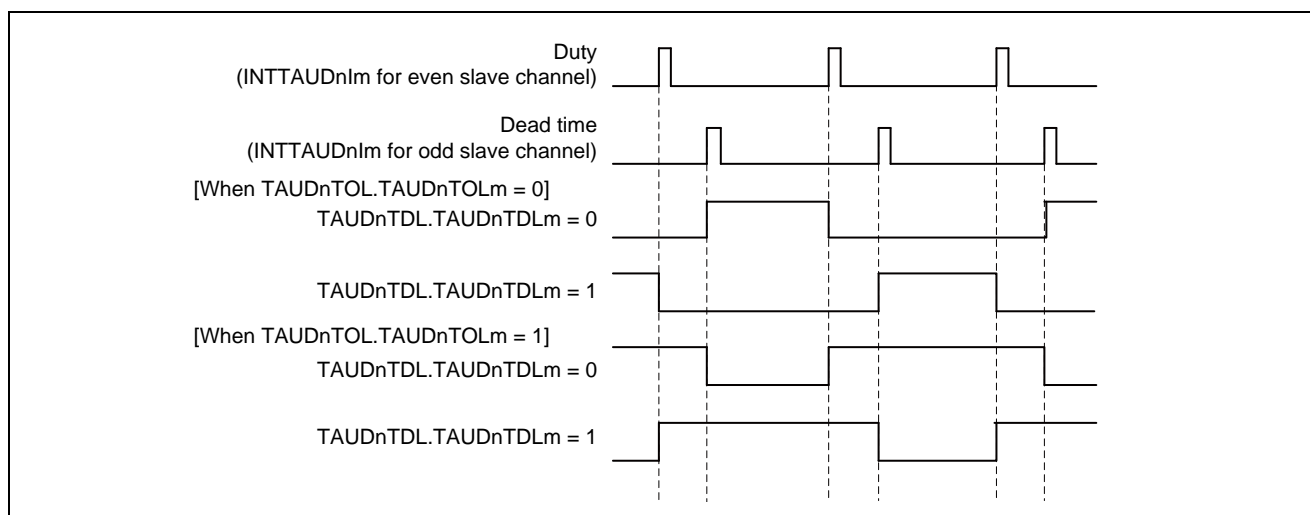 Duty
(INTTAUDnIm for even slave channel)
Dead time
(INTTAUDnIm for odd slave channel)
[When TAUDnTOL.TAUDnTOLm = 0]
TAUDnTDL.TAUDnTDLm = 0
TAUDnTDL.TAUDnTDLm = 1
[When TAUDnTOL.TAUDnTOLm = 1]
TAUDnTDL.TAUDnTDLm = 0
TAUDnTDL.TAUDnTDLm = 1